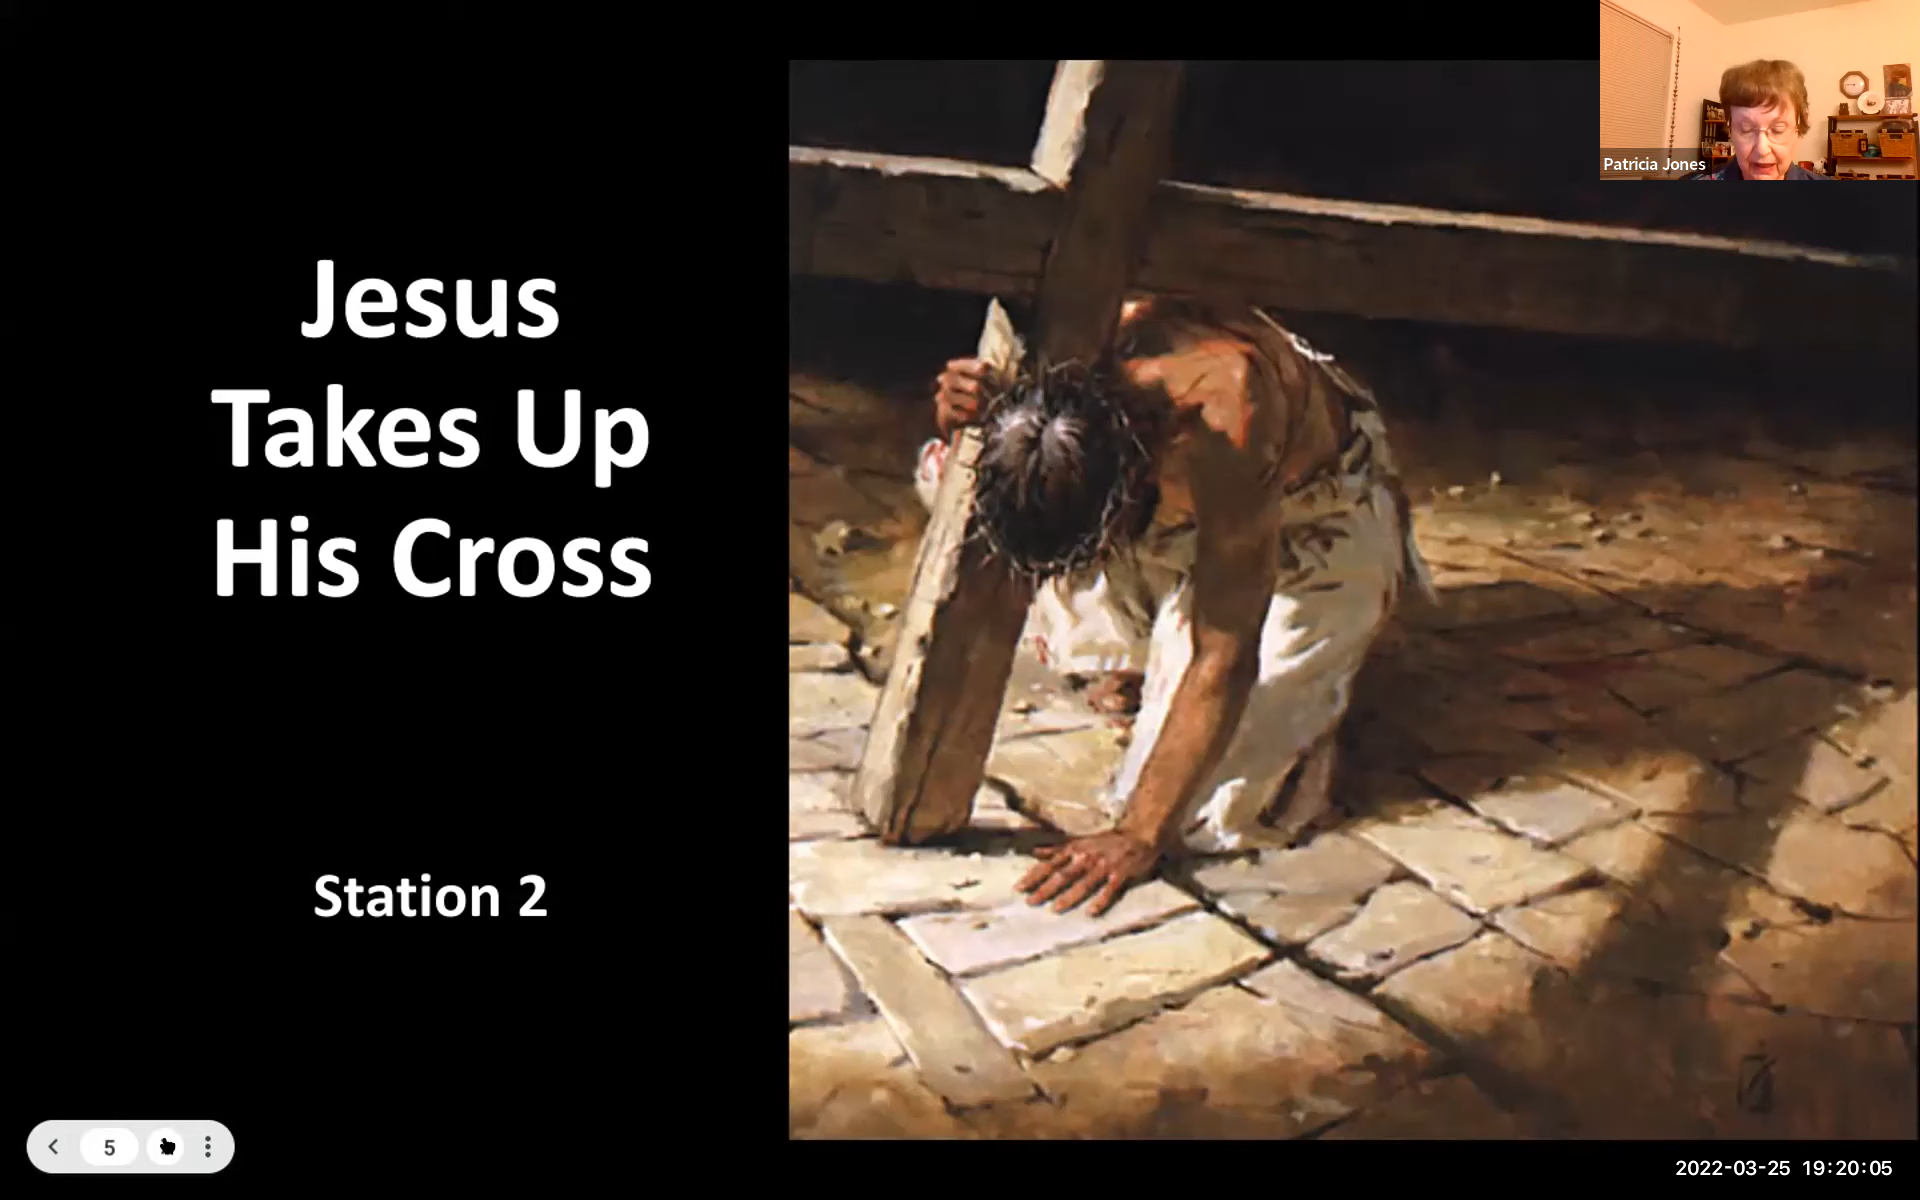 Patricia Jones
Jesus
Takes Up
His Cross
Station 2
5
2022-03-25 19:20:05